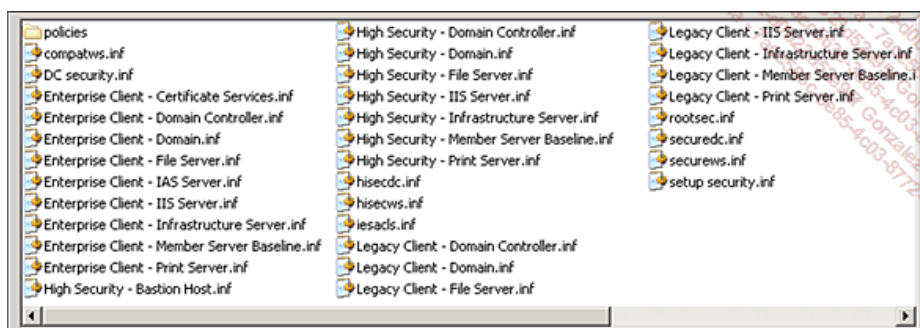 policies
compatws.inf
DC security.inf
Enterprise Client - Certificate Services.inf
Enterprise Client - Domain Controller.inf
Enterprise Client - Domain.inf
Enterprise Client - File Server.inf
Enterprise Client - IAS Server.inf
Enterprise Client - IIS Server.inf
Enterprise Client - Infrastructure Server.inf
Enterprise Client - Member Server Baseline.inf
Enterprise Client - Print Server.inf
High Security - Bastion Host.inf
High Security - Domain Controller.inf
High Security - Domain.inf
High Security - File Server.inf
High Security - IIS Server.inf
High Security - Infrastructure Server.inf
High Security - Member Server Baseline.inf
High Security - Print Server.inf
hisecdc.inf
hisecws.inf
iesacls.inf
Legacy Client - Domain Controller.inf
Legacy Client - Domain.inf
Legacy Client - File Server.inf
Legacy Client - IIS Server.inf
Legacy Client - Infrastructure Server.inf
Legacy Client - Member Server Baseline.i
Legacy Client - Print Server.inf
rootsec.inf
securedc.inf
securews.inf
setup security.inf